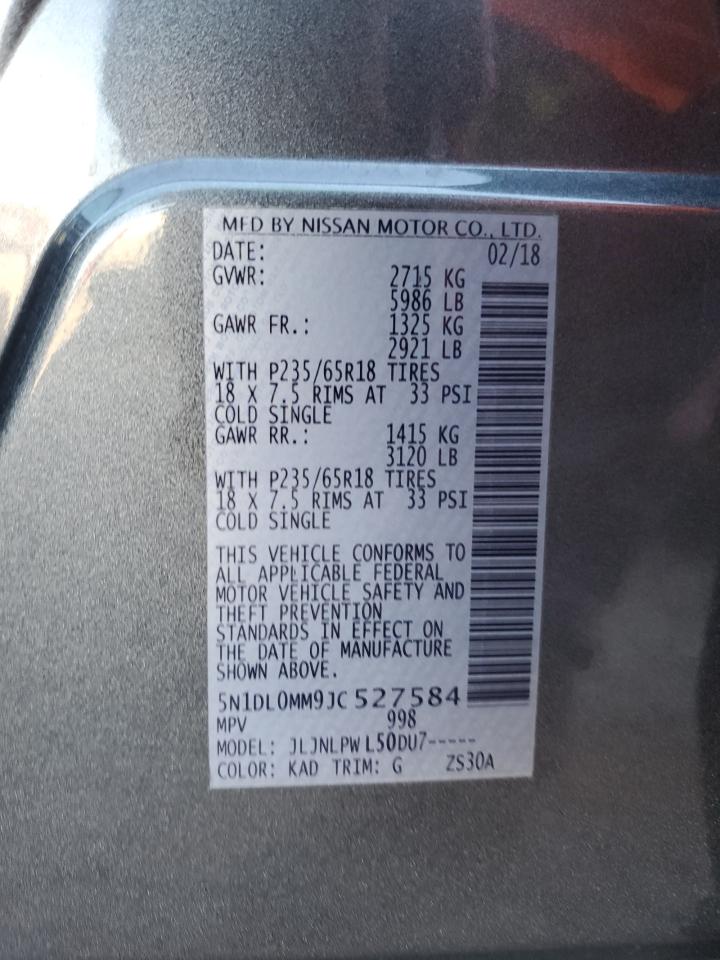 MFD BY NISSAN MOTOR CO., LTD.
DATE: 02/18
GVWR: 2715 KG
5986 LB
GAWR FR.: 1325 KG
2921 LB
WITH P235/65R18 TIRES
18 X 7.5 RIMS AT 33 PSI
COLD SINGLE
GAWR RR.: 1415 KG
3120 LB
WITH P235/65R18 TIRES
18 X 7.5 RIMS AT 33 PSI
COLD SINGLE
THIS VEHICLE CONFORMS TO
ALL APPLICABLE FEDERAL
MOTOR VEHICLE SAFETY AND
THEFT PREVENTION
STANDARDS IN EFFECT ON
THE DATE OF MANUFACTURE
SHOWN ABOVE.
5N1DL0MM9JC527584
MPV 998
MODEL: JLJNLPWL50DU7-----
COLOR: KAD TRIM: G ZS30A